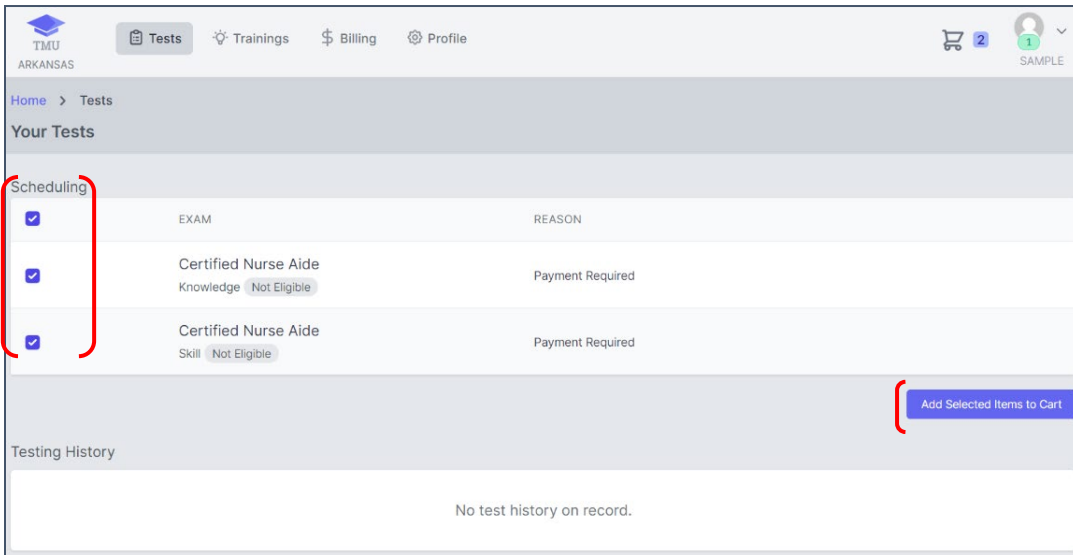 TMU
ARKANSAS
Tests
Trainings
$ Billing
Profile
2
1
SAMPLE
Home > Tests
Your Tests
Scheduling
EXAM REASON
Certified Nurse Aide
Knowledge Not Eligible
Payment Required
Certified Nurse Aide
Skill Not Eligible
Payment Required
Add Selected Items to Cart
Testing History
No test history on record.